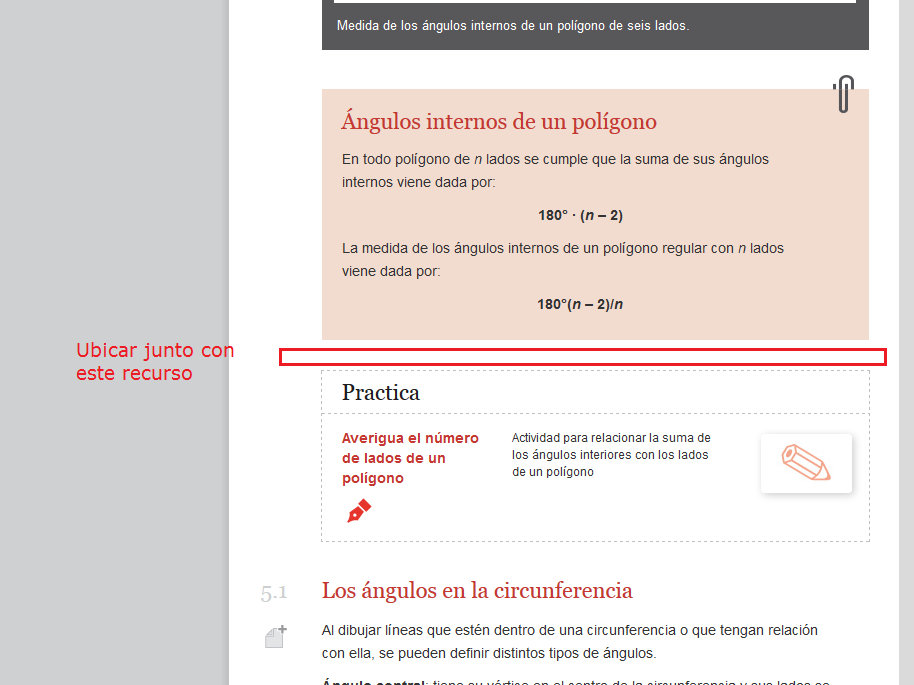 Medida de los ángulos internos de un polígono de seis lados.
Ángulos internos de un polígono
En todo polígono de n lados se cumple que la suma de sus ángulos
internos viene dada por:
180° · (n – 2)
La medida de los ángulos internos de un polígono regular con n lados
viene dada por:
180°(n – 2)/n
Ubicar junto con
este recurso
Practica
Averigua el número
de lados de un
polígono
Actividad para relacionar la suma de
los ángulos interiores con los lados
de un polígono
5.1 Los ángulos en la circunferencia
Al dibujar líneas que estén dentro de una circunferencia o que tengan relación
con ella, se pueden definir distintos tipos de ángulos.
Ángulo central: tiene su vértice en el centro de la circunferencia y sus lados se